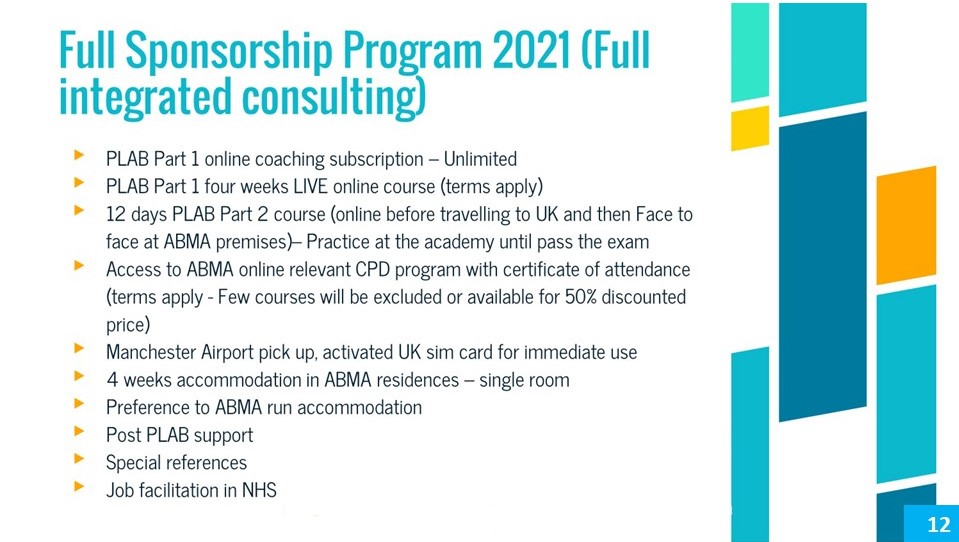 Full Sponsorship Program 2021 (Full
integrated consulting)
PLAB Part 1 online coaching subscription – Unlimited
PLAB Part 1 four weeks LIVE online course (terms apply)
12 days PLAB Part 2 course (online before travelling to UK and then Face to
face at ABMA premises)– Practice at the academy until pass the exam
Access to ABMA online relevant CPD program with certificate of attendance
(terms apply - Few courses will be excluded or available for 50% discounted
price)
Manchester Airport pick up, activated UK sim card for immediate use
4 weeks accommodation in ABMA residences – single room
Preference to ABMA run accommodation
Post PLAB support
Special references
Job facilitation in NHS
12